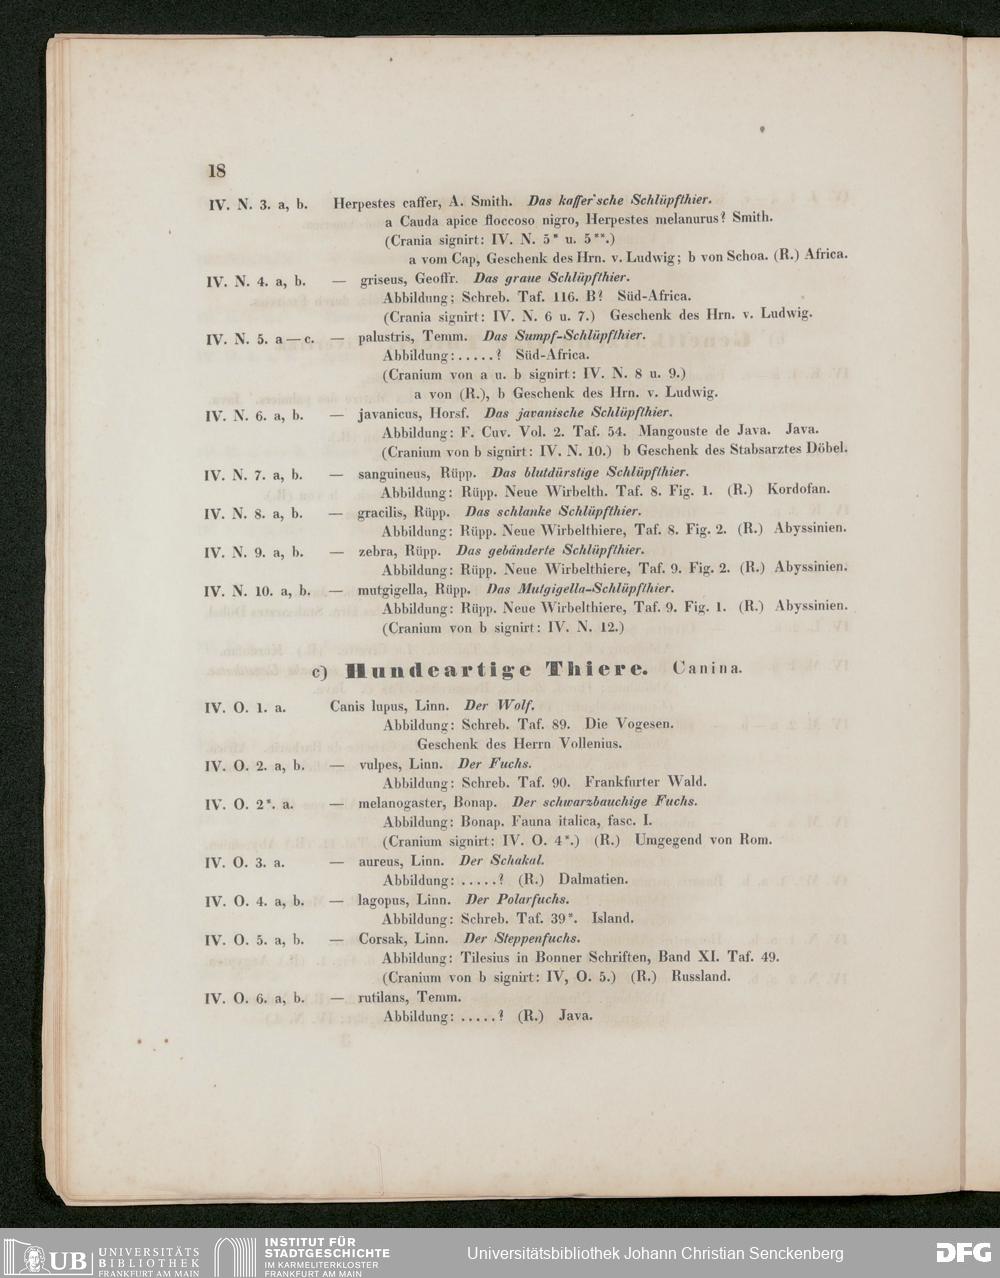 18
IV. N. 3. a, b. Herpestes caffer, A. Smith. Das kaffer'sche Schlüpfthier.
a Cauda apice floccoso nigro, Herpestes melanurus? Smith.
(Crania signirt: IV. N. 5* u. 5**.)
a vom Cap, Geschenk des Hrn. v. Ludwig; b von Schoa. (R.) Africa.
IV. N. 4. a, b. — griseus, Geoffr. Das graue Schlüpfthier.
Abbildung; Schreb. Taf. 116. B? Süd-Africa.
(Crania signirt: IV. N. 6 u. 7.) Geschenk des Hrn. v. Ludwig.
IV. N. 5. a — c. — palustris, Temm. Das Sumpf-Schlüpfthier.
Abbildung: . . . . . ? Süd-Africa.
(Cranium von a u. b signirt: IV. N. 8 u. 9.)
a von (R.), b Geschenk des Hrn. v. Ludwig.
IV. N. 6. a, b. — javanicus, Horsf. Das javanische Schlüpfthier.
Abbildung: F. Cuv. Vol. 2. Taf. 54. Mangouste de Java. Java.
(Cranium von b signirt: IV. N. 10.) b Geschenk des Stabsarztes Döbel.
IV. N. 7. a, b. — sanguineus, Rüpp. Das blutdürstige Schlüpfthier.
Abbildung: Rüpp. Neue Wirbelth. Taf. 8. Fig. 1. (R.) Kordofan.
IV. N. 8. a, b. — gracilis, Rüpp. Das schlanke Schlüpfthier.
Abbildung: Rüpp. Neue Wirbelthiere, Taf. 8. Fig. 2. (R.) Abyssinien.
IV. N. 9. a, b. — zebra, Rüpp. Das gebänderte Schlüpfthier.
Abbildung: Rüpp. Neue Wirbelthiere, Taf. 9. Fig. 2. (R.) Abyssinien.
IV. N. 10. a, b. — mutgigella, Rüpp. Das Mutgigella-Schlüpfthier.
Abbildung: Rüpp. Neue Wirbelthiere, Taf. 9. Fig. 1. (R.) Abyssinien.
(Cranium von b signirt: IV. N. 12.)
c) Hundeartige Thiere. Canina.
IV. O. 1. a. Canis lupus, Linn. Der Wolf.
Abbildung: Schreb. Taf. 89. Die Vogesen.
Geschenk des Herrn Vollenius.
IV. O. 2. a, b. — vulpes, Linn. Der Fuchs.
Abbildung: Schreb. Taf. 90. Frankfurter Wald.
IV. O. 2*. a. — melanogaster, Bonap. Der schwarzbauchige Fuchs.
Abbildung: Bonap. Fauna italica, fasc. I.
(Cranium signirt: IV. O. 4*.) (R.) Umgegend von Rom.
IV. O. 3. a. — aureus, Linn. Der Schakal.
Abbildung: . . . . . ? (R.) Dalmatien.
IV. O. 4. a, b. — lagopus, Linn. Der Polarfuchs.
Abbildung: Schreb. Taf. 39*. Island.
IV. O. 5. a, b. — Corsak, Linn. Der Steppenfuchs.
Abbildung: Tilesius in Bonner Schriften, Band XI. Taf. 49.
(Cranium von b signirt: IV, O. 5.) (R.) Russland.
IV. O. 6. a, b. — rutilans, Temm.
Abbildung: . . . . . ? (R.) Java.
UB UNIVERSITÄTS BIBLIOTHEK FRANKFURT AM MAIN
INSTITUT FÜR STADTGESCHICHTE IM KARMELITERKLOSTER FRANKFURT AM MAIN
Universitätsbibliothek Johann Christian Senckenberg
DFG